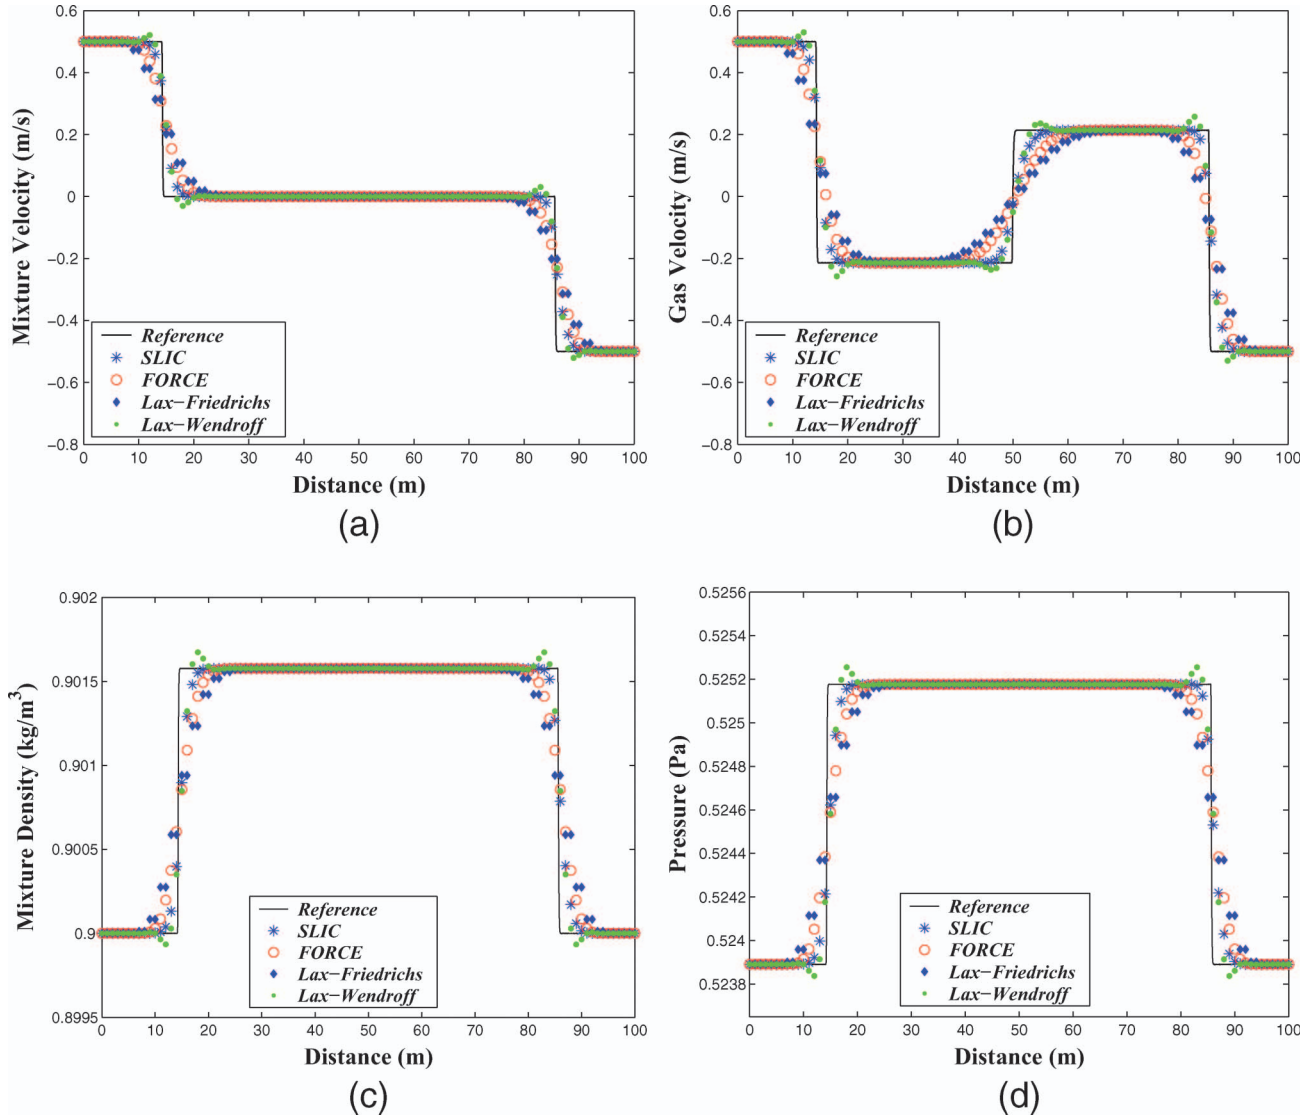 0.6
0.4
0.2
0
−0.2
−0.4
−0.6
−0.8
Mixture Velocity (m/s)
Reference
SLIC
FORCE
Lax−Friedrichs
Lax−Wendroff
0 10 20 30 40 50 60 70 80 90 100
Distance (m)
(a)
0.6
0.4
0.2
0
−0.2
−0.4
−0.6
−0.8
Gas Velocity (m/s)
Reference
SLIC
FORCE
Lax−Friedrichs
Lax−Wendroff
0 10 20 30 40 50 60 70 80 90 100
Distance (m)
(b)
0.902
0.9015
0.901
0.9005
0.9
0.8995
Mixture Density (kg/m³)
Reference
SLIC
FORCE
Lax−Friedrichs
Lax−Wendroff
0 10 20 30 40 50 60 70 80 90 100
Distance (m)
(c)
0.5256
0.5254
0.5252
0.525
0.5248
0.5246
0.5244
0.5242
0.524
0.5238
Pressure (Pa)
Reference
SLIC
FORCE
Lax−Friedrichs
Lax−Wendroff
0 10 20 30 40 50 60 70 80 90 100
Distance (m)
(d)